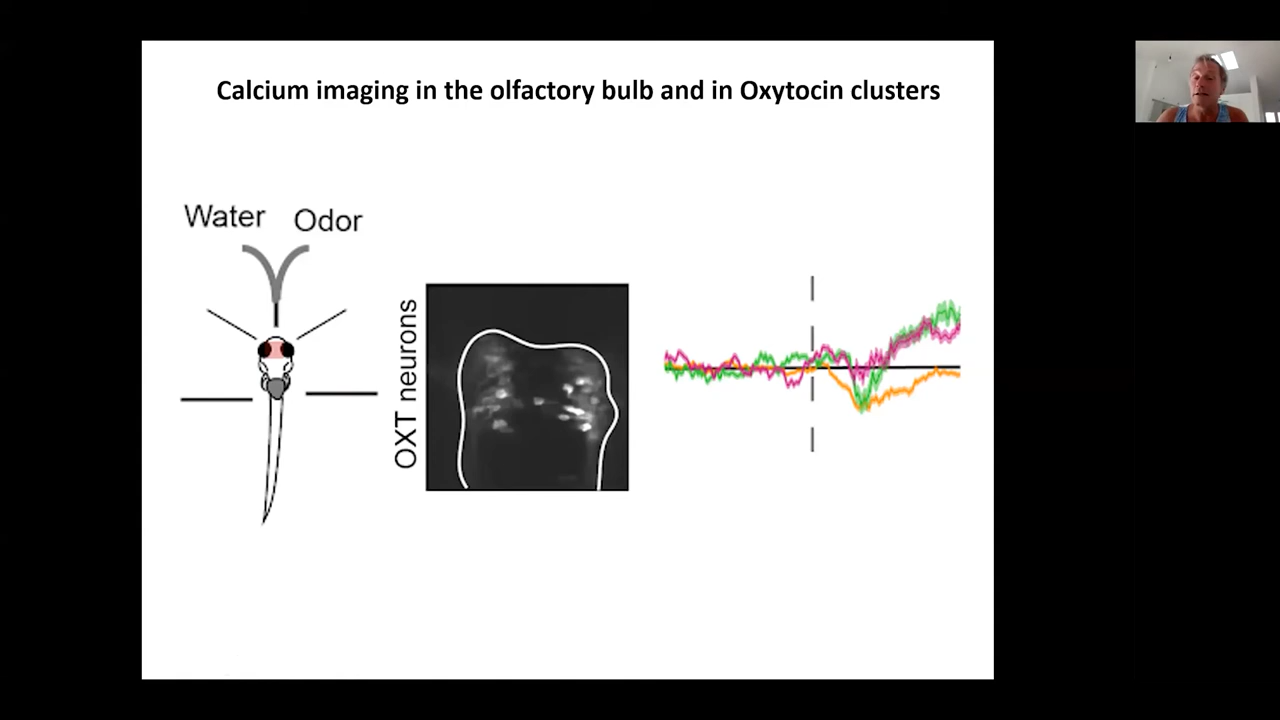 Calcium imaging in the olfactory bulb and in Oxytocin clusters
Water Odor
OXT neurons